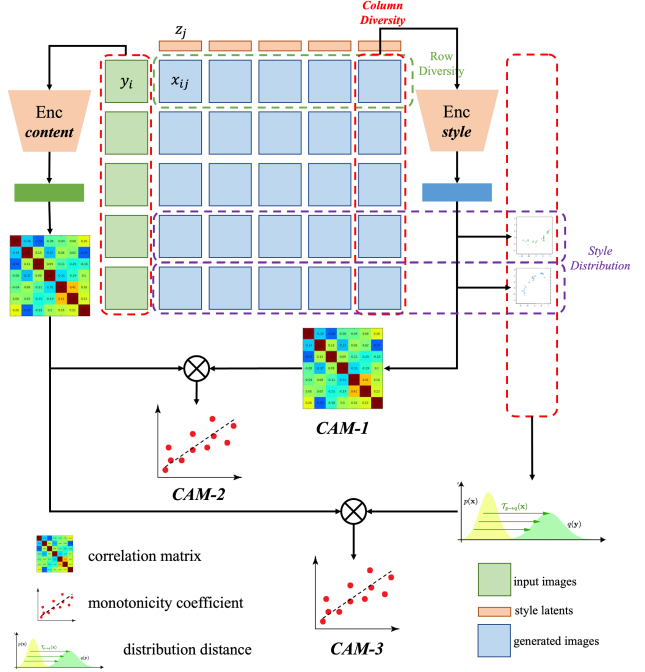 Column
Diversity
z_j
Row
Diversity
y_i
x_ij
Enc
content
Enc
style
Style
Distribution
CAM-1
CAM-2
p(x)
T_p→q(x)
q(y)
CAM-3
correlation matrix
monotonicity coefficient
distribution distance
input images
style latents
generated images